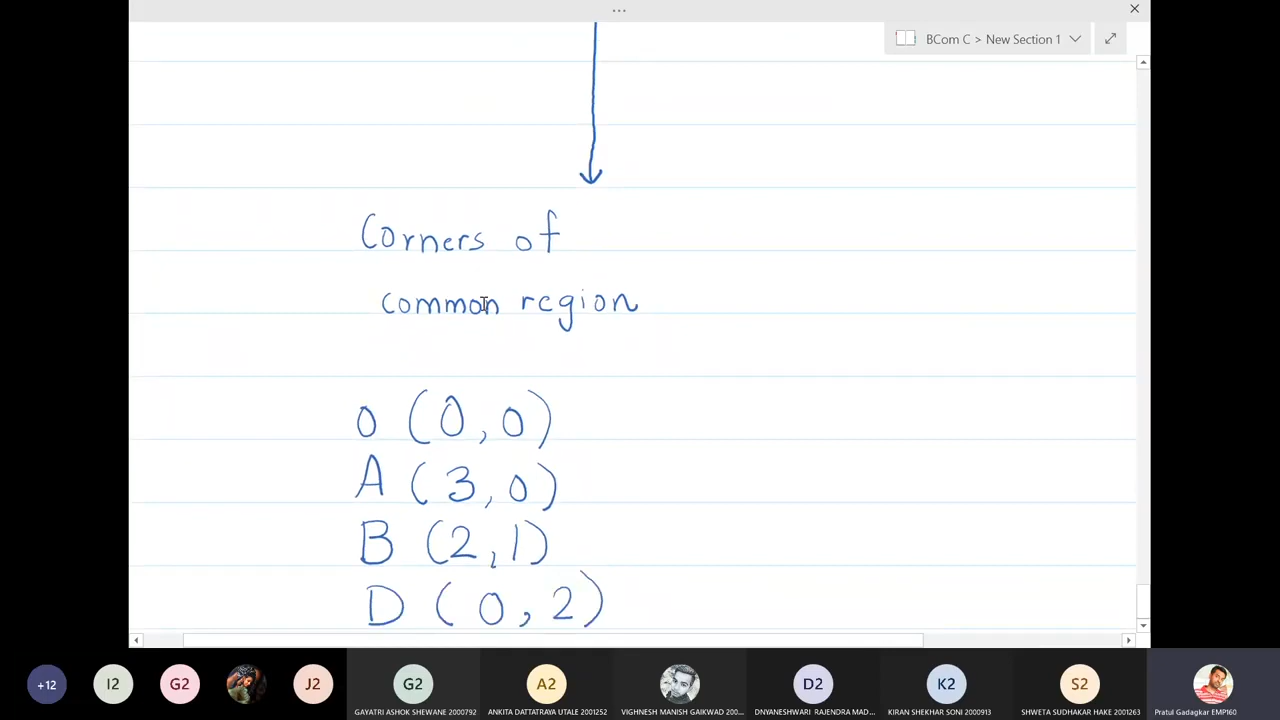 BCom C > New Section 1
Corners of
common region
O (0,0)
A (3,0)
B (2,1)
D (0,2)
+12
I2
G2
J2
G2
A2
D2
K2
S2
GAYATRI ASHOK SHEWANE 2000792
ANKITA DATTATRAYA UTALE 2001252
VIGHNESH MANISH GAIKWAD 200...
DNYANESHWARI RAJENDRA MAD...
KIRAN SHEKHAR SONI 2000913
SHWETA SUDHAKAR HAKE 2001263
Pratul Gadagkar EMP160